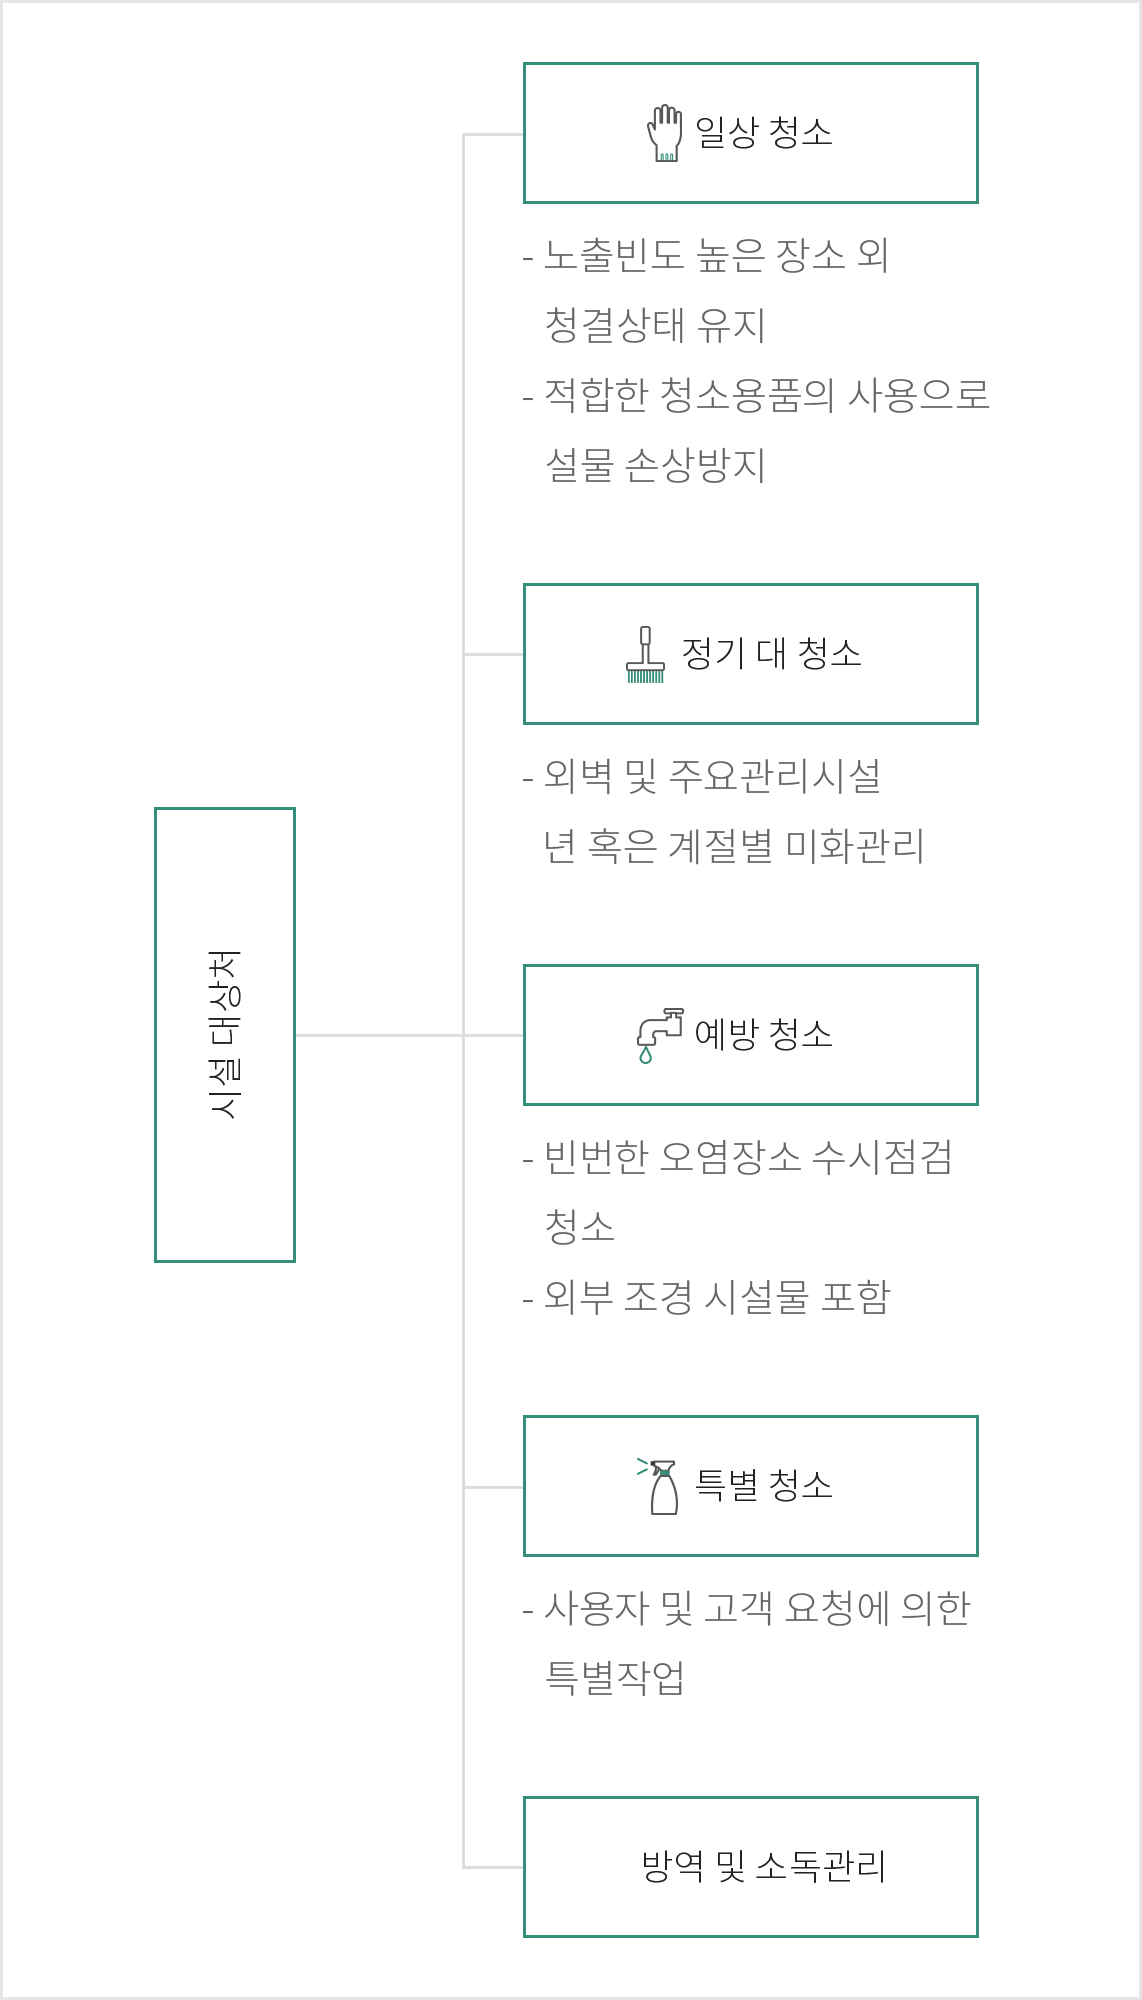 일상 청소
- 노출빈도 높은 장소 외
청결상태 유지
- 적합한 청소용품의 사용으로
설물 손상방지
정기 대 청소
- 외벽 및 주요관리시설
년 혹은 계절별 미화관리
시설 대상처
예방 청소
- 빈번한 오염장소 수시점검
청소
- 외부 조경 시설물 포함
특별 청소
- 사용자 및 고객 요청에 의한
특별작업
방역 및 소독관리